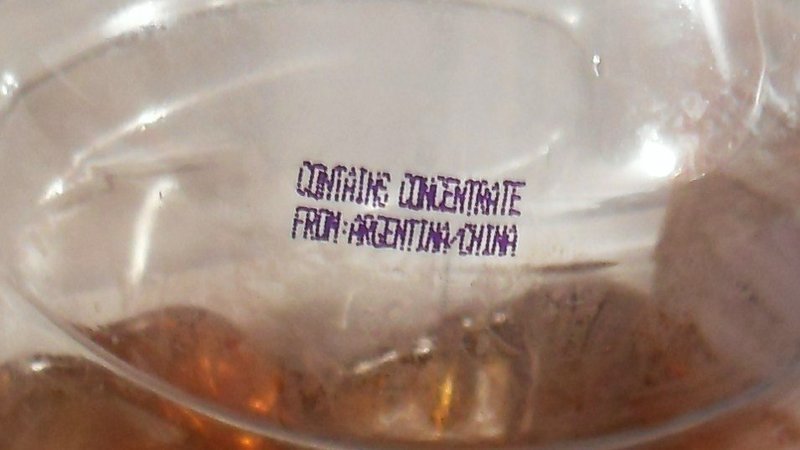 CONTAINS CONCENTRATE
FROM:ARGENTINA/CHINA